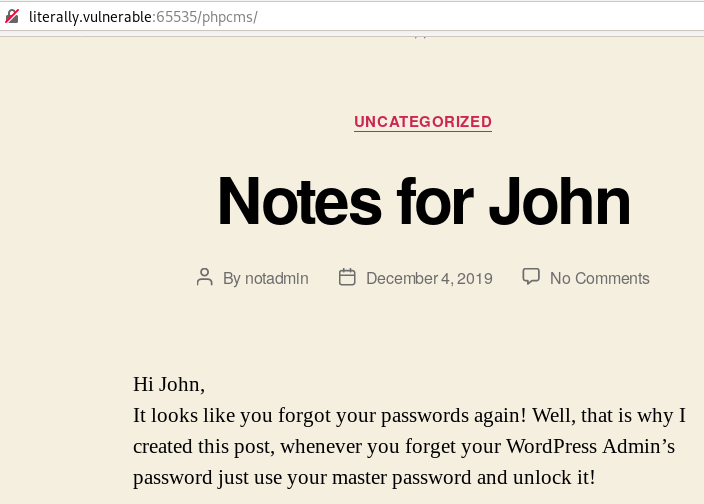 literally.vulnerable:65535/phpcms/
UNCATEGORIZED
Notes for John
By notadmin December 4, 2019 No Comments
Hi John,
It looks like you forgot your passwords again! Well, that is why I
created this post, whenever you forget your WordPress Admin’s
password just use your master password and unlock it!